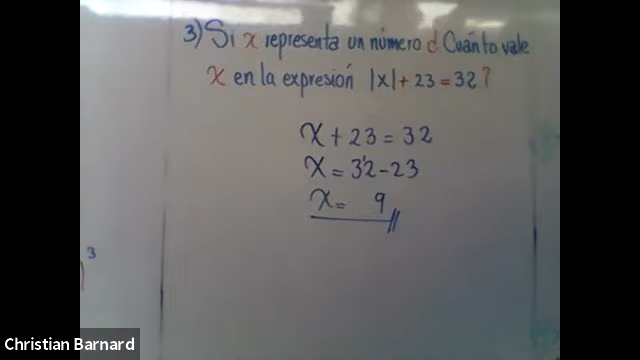 3) Si x representa un número ¿Cuánto vale
x en la expresión |x| + 23 = 32?
x + 23 = 32
x = 32 - 23
x = 9
3
Christian Barnard